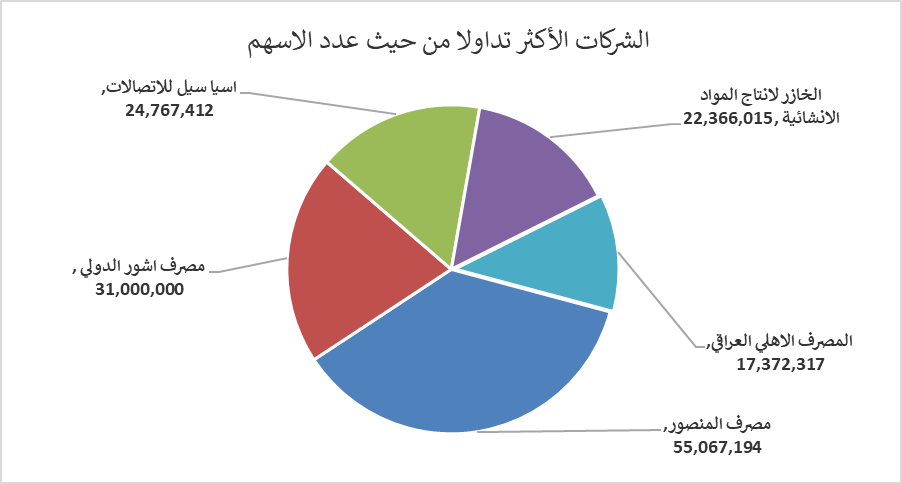 الشركات الأكثر تداولا من حيث عدد الاسهم
اسيا سيل للاتصالات,
24,767,412
الخازر لانتاج المواد
الانشائية ,22,366,015
مصرف اشور الدولي ,
31,000,000
المصرف الاهلي العراقي,
17,372,317
مصرف المنصور,
55,067,194